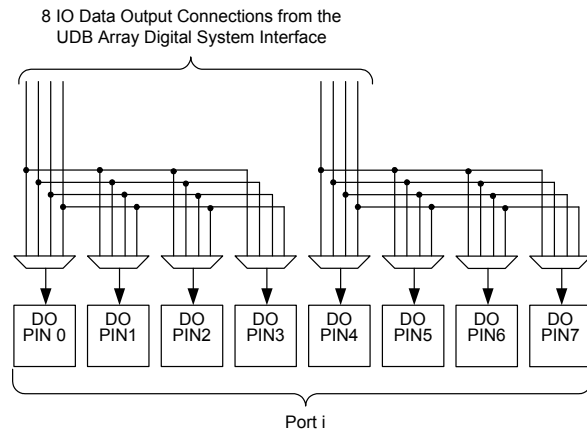 8 IO Data Output Connections from the
UDB Array Digital System Interface
DO
PIN 0
DO
PIN1
DO
PIN2
DO
PIN3
DO
PIN4
DO
PIN5
DO
PIN6
DO
PIN7
Port i